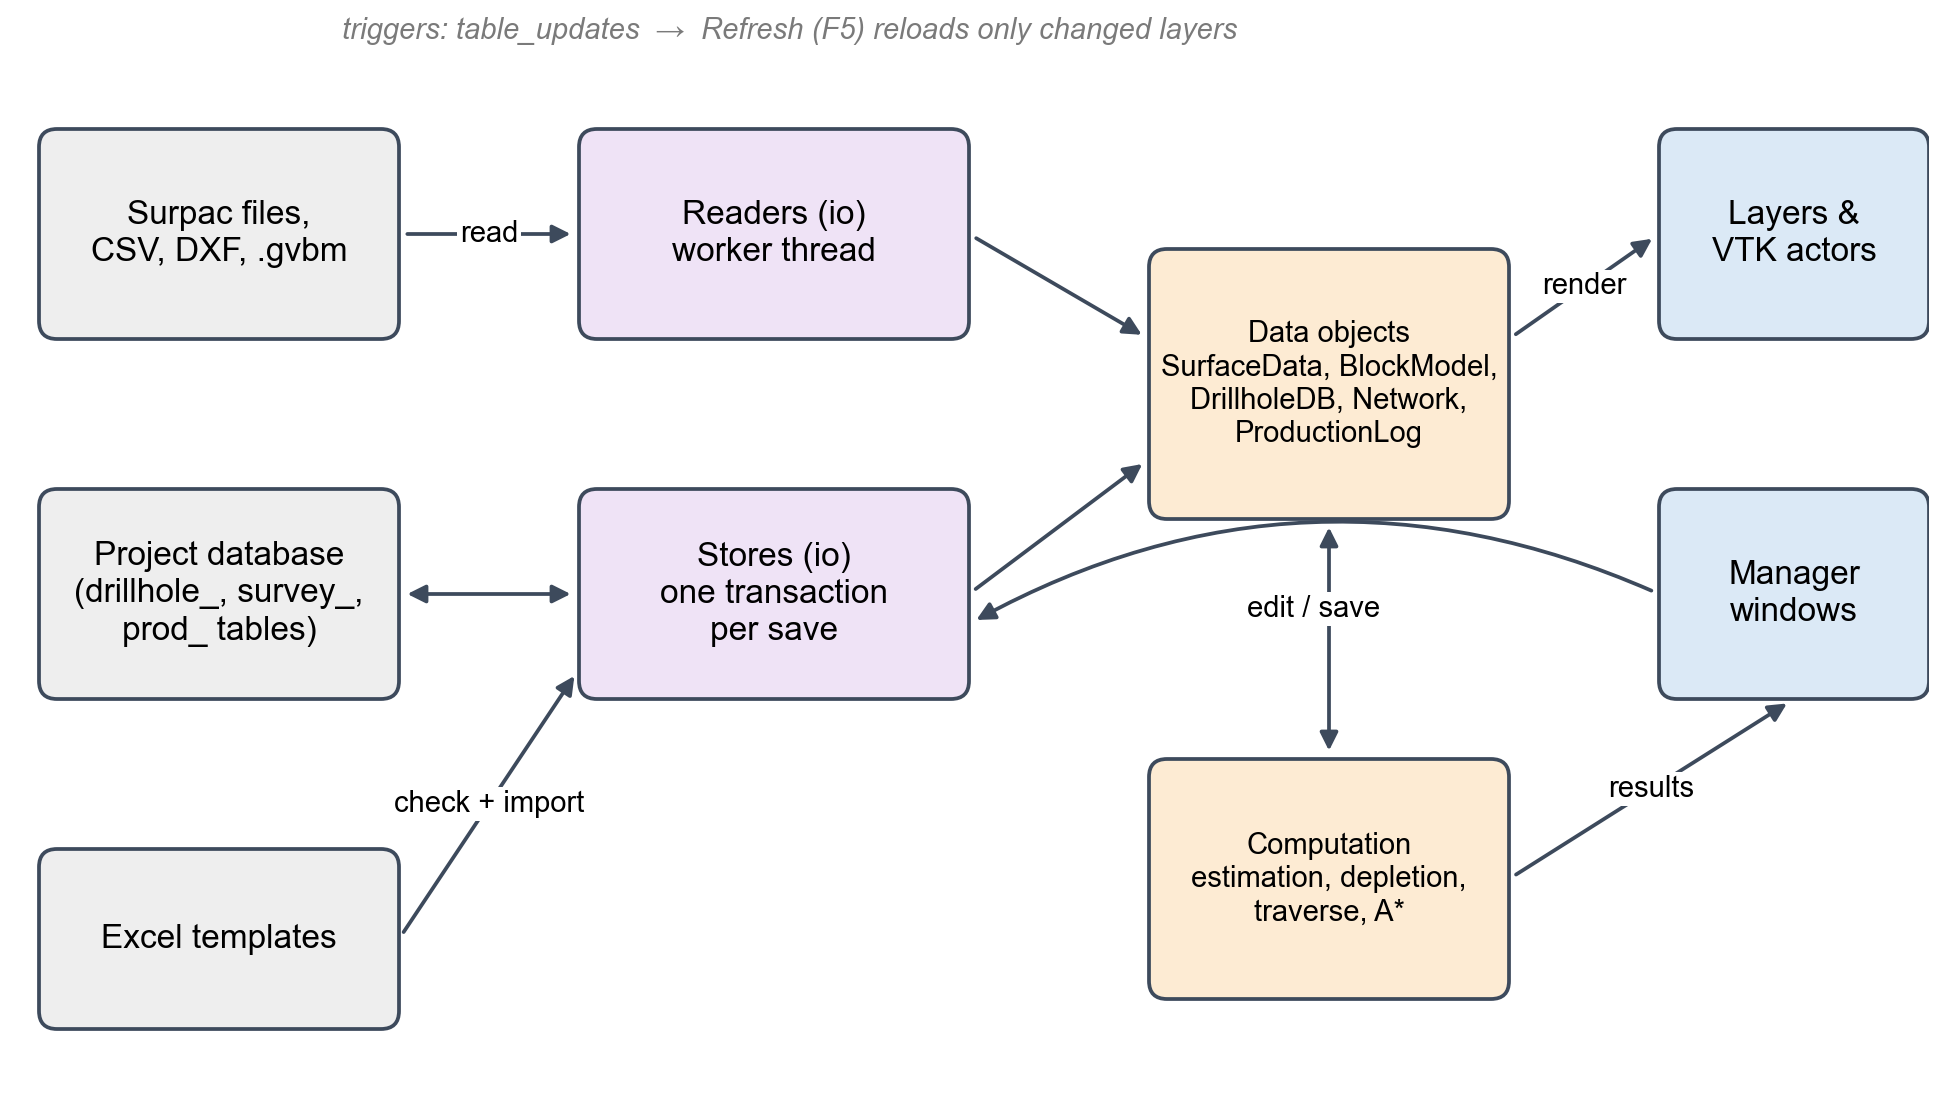 triggers: table_updates → Refresh (F5) reloads only changed layers
Surpac files,
CSV, DXF, .gvbm
read
Readers (io)
worker thread
Data objects
SurfaceData, BlockModel,
DrillholeDB, Network,
ProductionLog
render
Layers &
VTK actors
Project database
(drillhole_, survey_,
prod_ tables)
Stores (io)
one transaction
per save
edit / save
Manager
windows
check + import
results
Excel templates
Computation
estimation, depletion,
traverse, A*